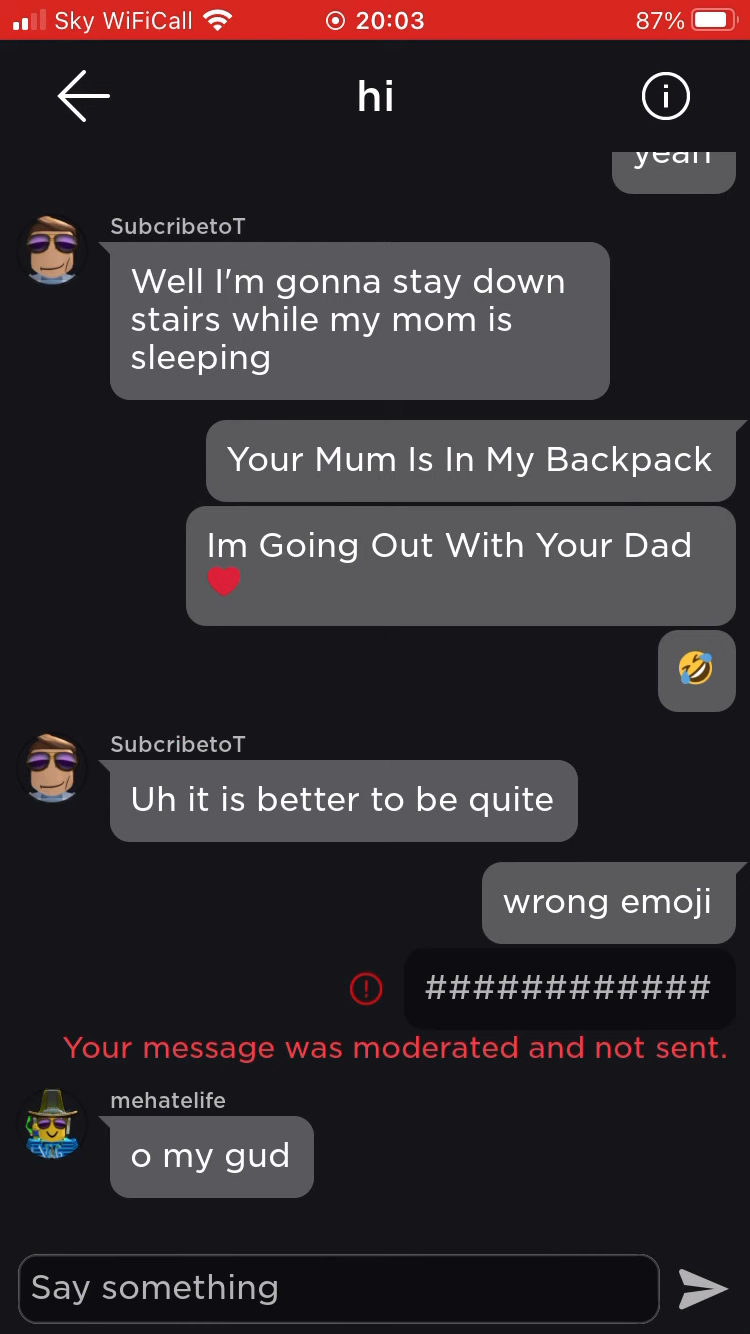 Sky WiFiCall 20:03 87%
hi
yeah
SubcribetoT
Well I'm gonna stay down
stairs while my mom is
sleeping
Your Mum Is In My Backpack
Im Going Out With Your Dad
❤️
🤣
SubcribetoT
Uh it is better to be quite
wrong emoji
############
Your message was moderated and not sent.
mehatelife
o my gud
Say something